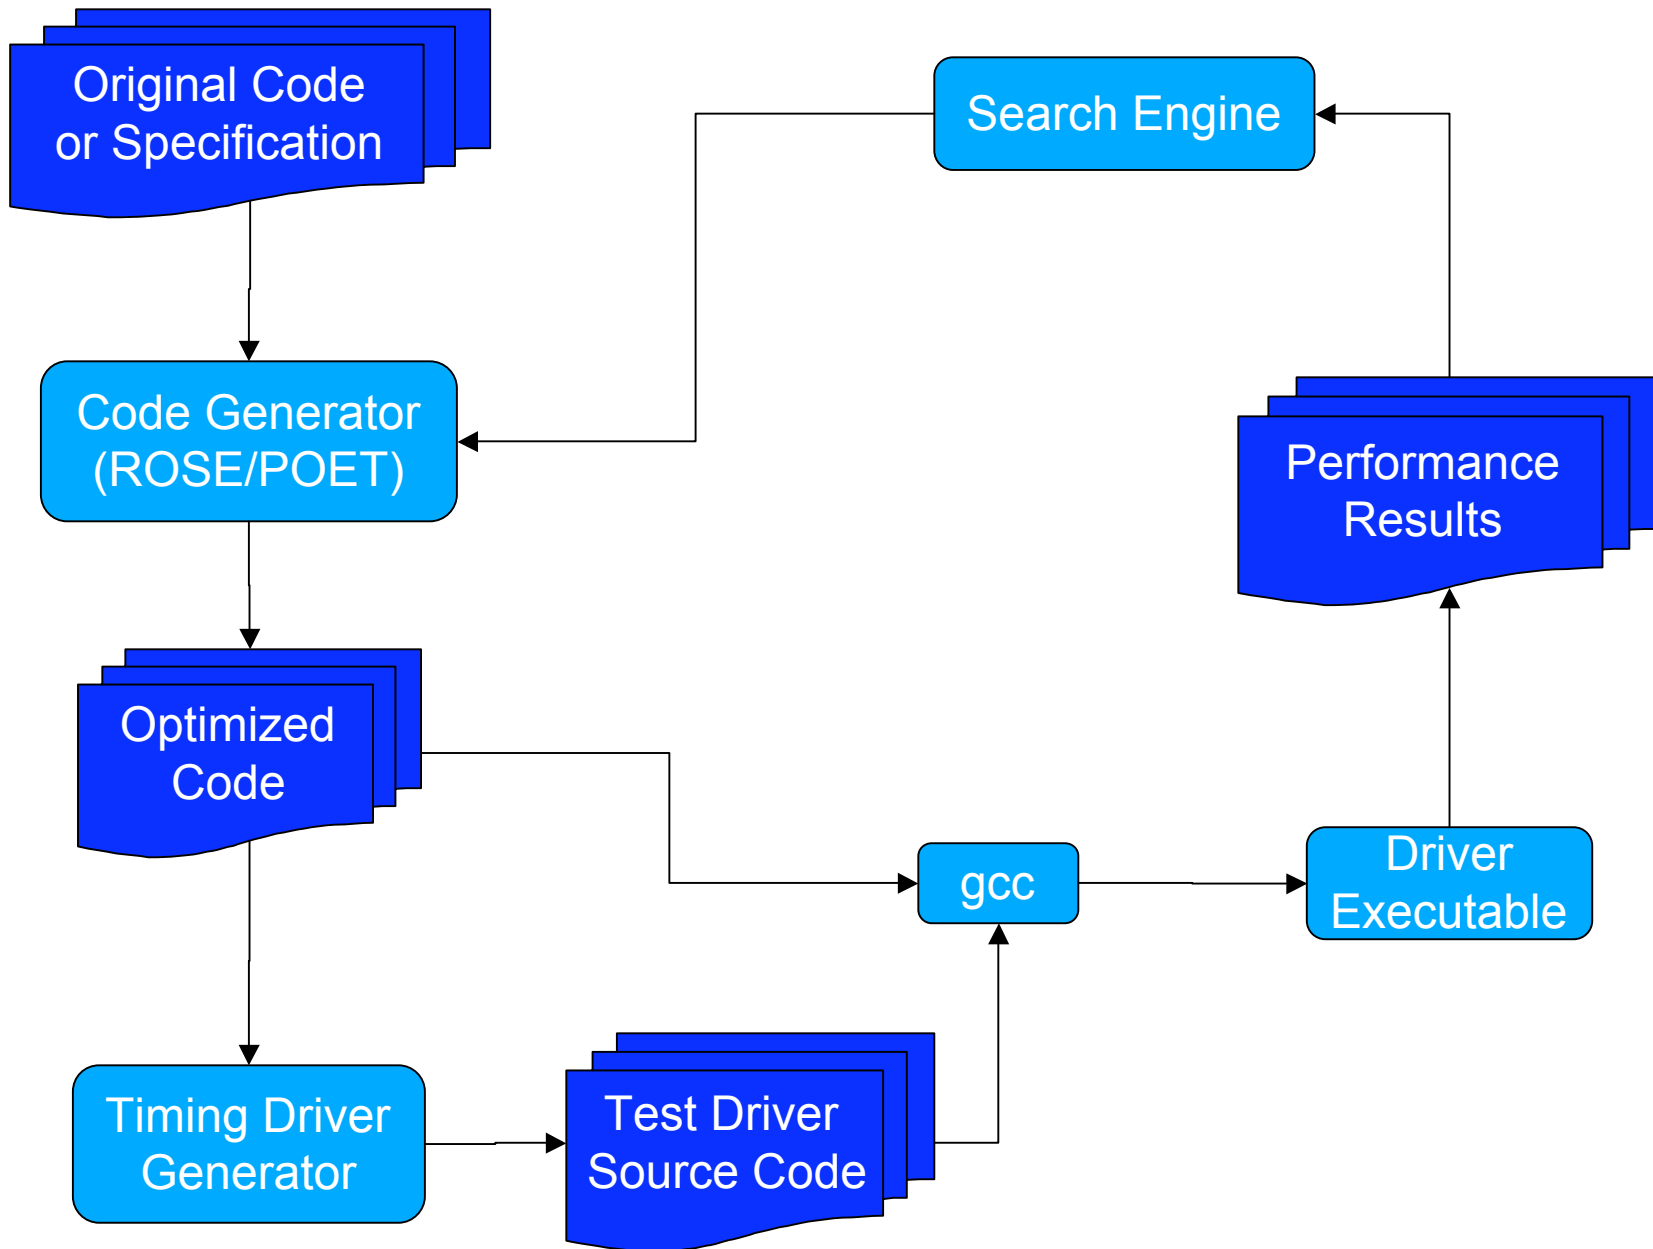 Original Code
or Specification
Search Engine
Code Generator
(ROSE/POET)
Performance
Results
Optimized
Code
gcc
Driver
Executable
Timing Driver
Generator
Test Driver
Source Code